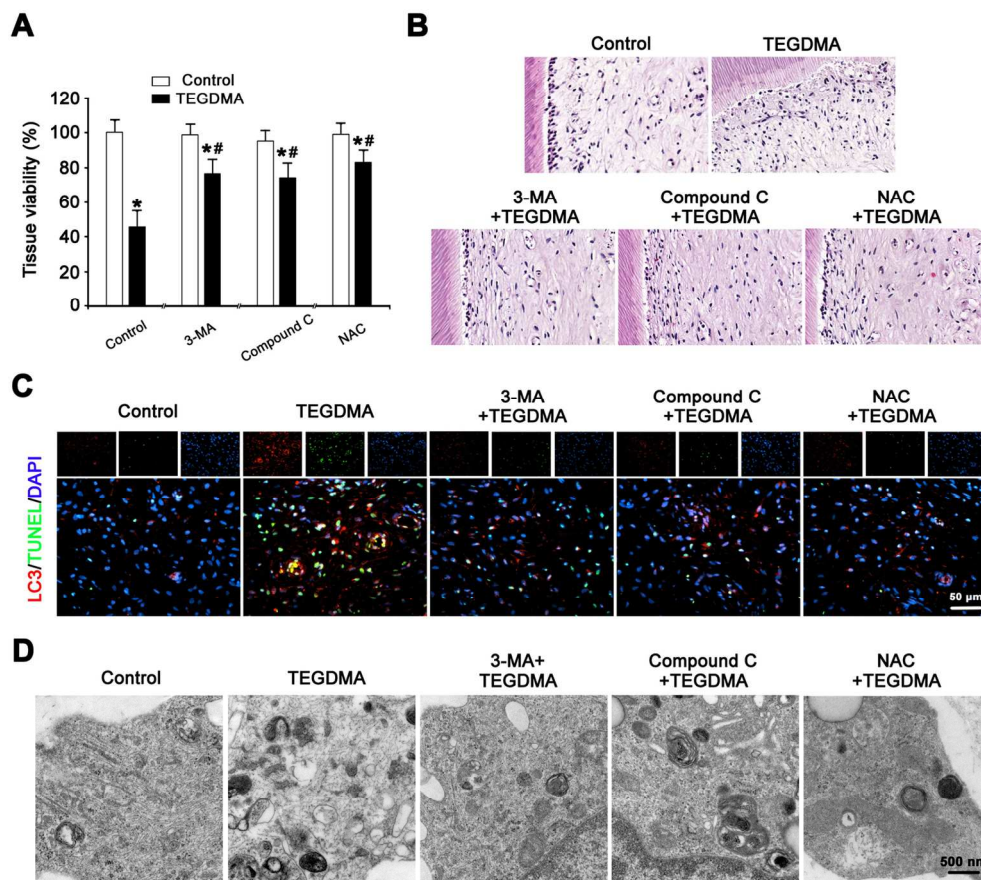 A
Control
TEGDMA
Tissue viability (%)
120
100
80
60
40
20
0
*
*#
*#
*#
Control
3-MA
Compound C
NAC
B
Control
TEGDMA
3-MA
+TEGDMA
Compound C
+TEGDMA
NAC
+TEGDMA
C
LC3/TUNEL/DAPI
Control
TEGDMA
3-MA
+TEGDMA
Compound C
+TEGDMA
NAC
+TEGDMA
50 µm
D
Control
TEGDMA
3-MA+
TEGDMA
Compound C
+TEGDMA
NAC
+TEGDMA
500 nm